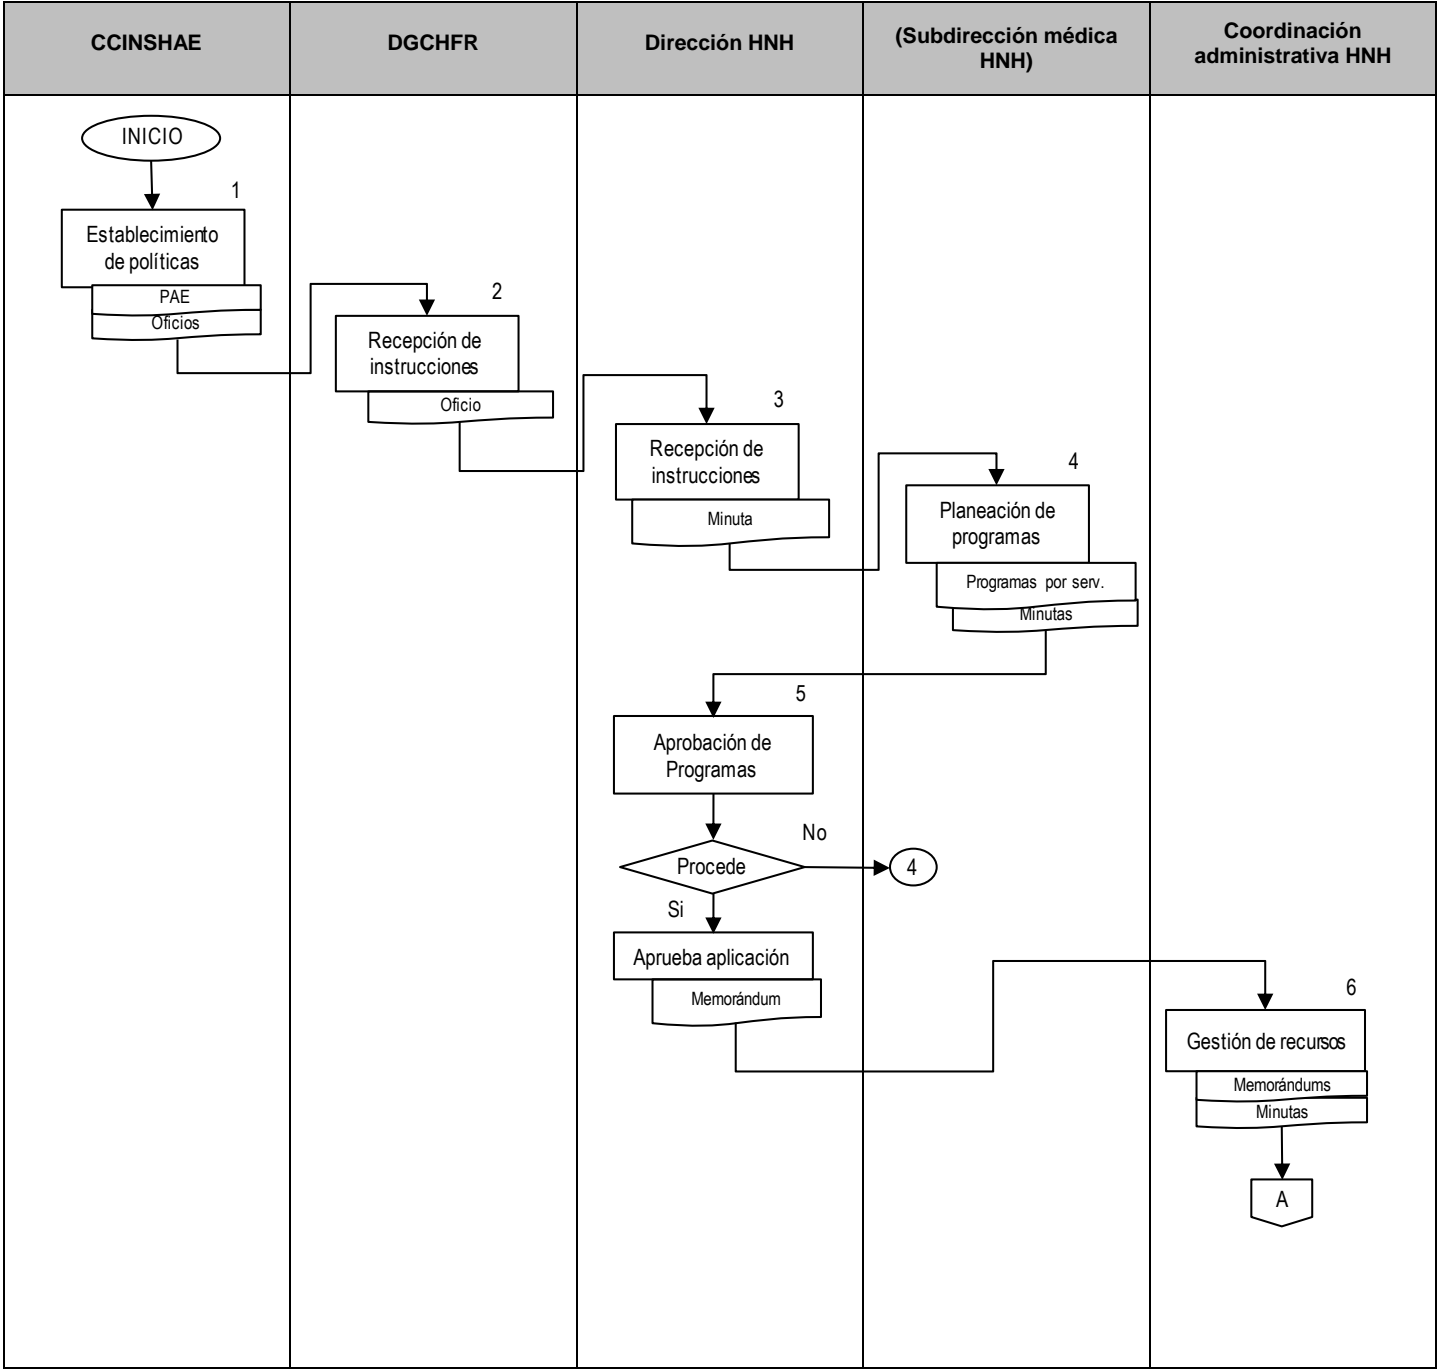 CCINSHAE
DGCHFR
Dirección HNH
(Subdirección médica
HNH)
Coordinación
administrativa HNH
INICIO
1
Establecimiento
de políticas
PAE
Oficios
2
Recepción de
instrucciones
Oficio
3
Recepción de
instrucciones
Minuta
4
Planeación de
programas
Programas por serv.
Minutas
5
Aprobación de
Programas
No
Procede
4
Si
Aprueba aplicación
Memorándum
6
Gestión de recursos
Memorándums
Minutas
A